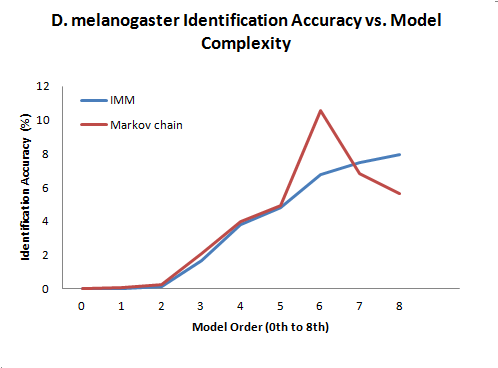 D. melanogaster Identification Accuracy vs. Model
Complexity
12
10
8
6
4
2
0
Identification Accuracy (%)
IMM
Markov chain
0 1 2 3 4 5 6 7 8
Model Order (0th to 8th)